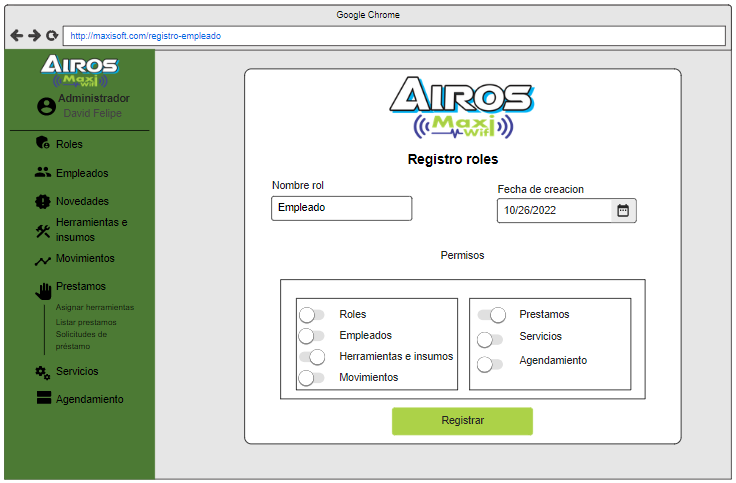 Google Chrome
http://maxisoft.com/registro-empleado
AIROS
Maxi
Wifi
Administrador
David Felipe
Roles
Empleados
Novedades
Herramientas e
insumos
Movimientos
Prestamos
Asignar herramientas
Listar prestamos
Solicitudes de
préstamo
Servicios
Agendamiento
AIROS
Maxi
Wifi
Registro roles
Nombre rol
Empleado
Fecha de creacion
10/26/2022
Permisos
Roles
Empleados
Herramientas e insumos
Movimientos
Prestamos
Servicios
Agendamiento
Registrar